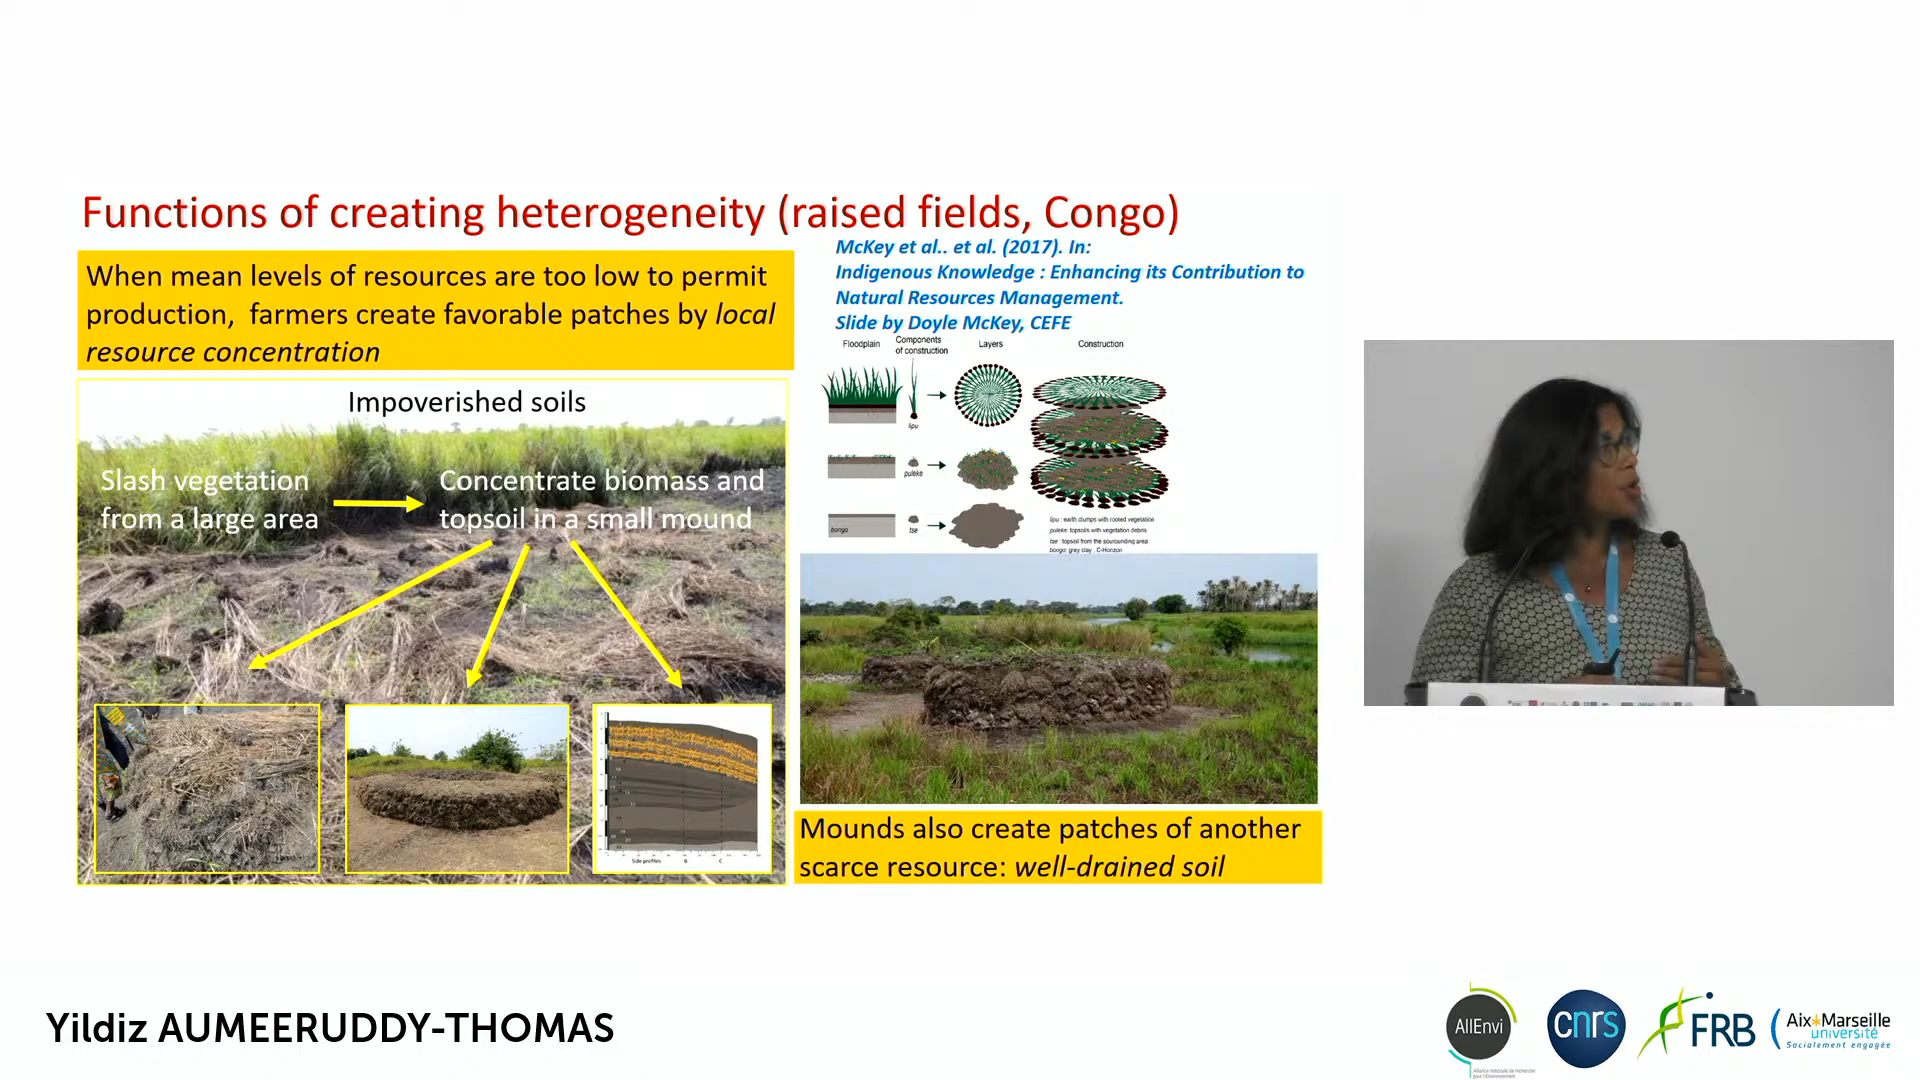 Functions of creating heterogeneity (raised fields, Congo)
When mean levels of resources are too low to permit
production, farmers create favorable patches by local
resource concentration
McKey et al.. et al. (2017). In:
Indigenous Knowledge : Enhancing its Contribution to
Natural Resources Management.
Slide by Doyle McKey, CEFE
Impoverished soils
Slash vegetation
from a large area
Concentrate biomass and
topsoil in a small mound
Side profiles B C
Floodplain
Components
of construction
Layers
Construction
lipu
puleke
bongo
tse
lipu : earth clumps with rooted vegetation
puleke: topsoils with vegetation debris
tse : topsoil from the sourounding area
bongo: grey clay , C-Horizon
Mounds also create patches of another
scarce resource: well-drained soil
Yildiz AUMEERUDDY-THOMAS
AllEnvi
cnrs
FRB
Aix*Marseille
université
Socialement engagée